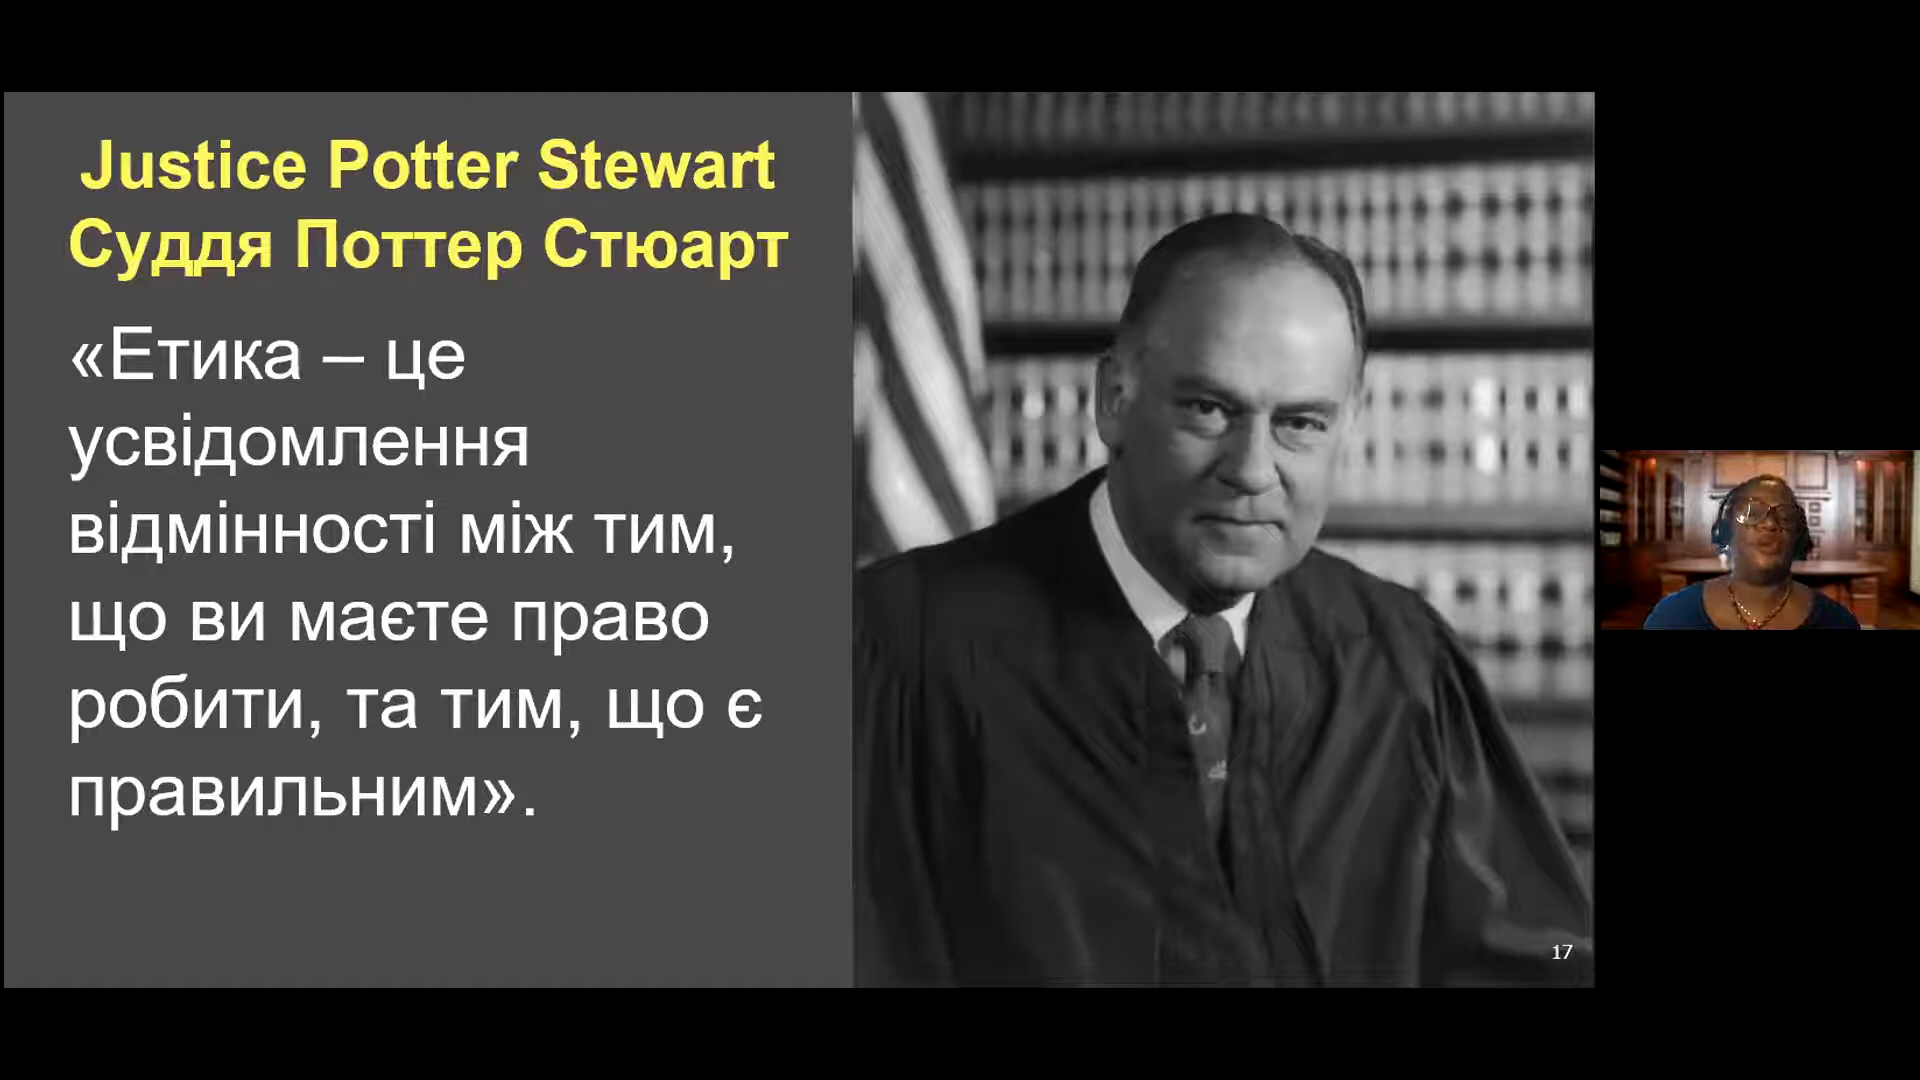 Justice Potter Stewart
Суддя Поттер Стюарт
«Етика – це
усвідомлення
відмінності між тим,
що ви маєте право
робити, та тим, що є
правильним».
17